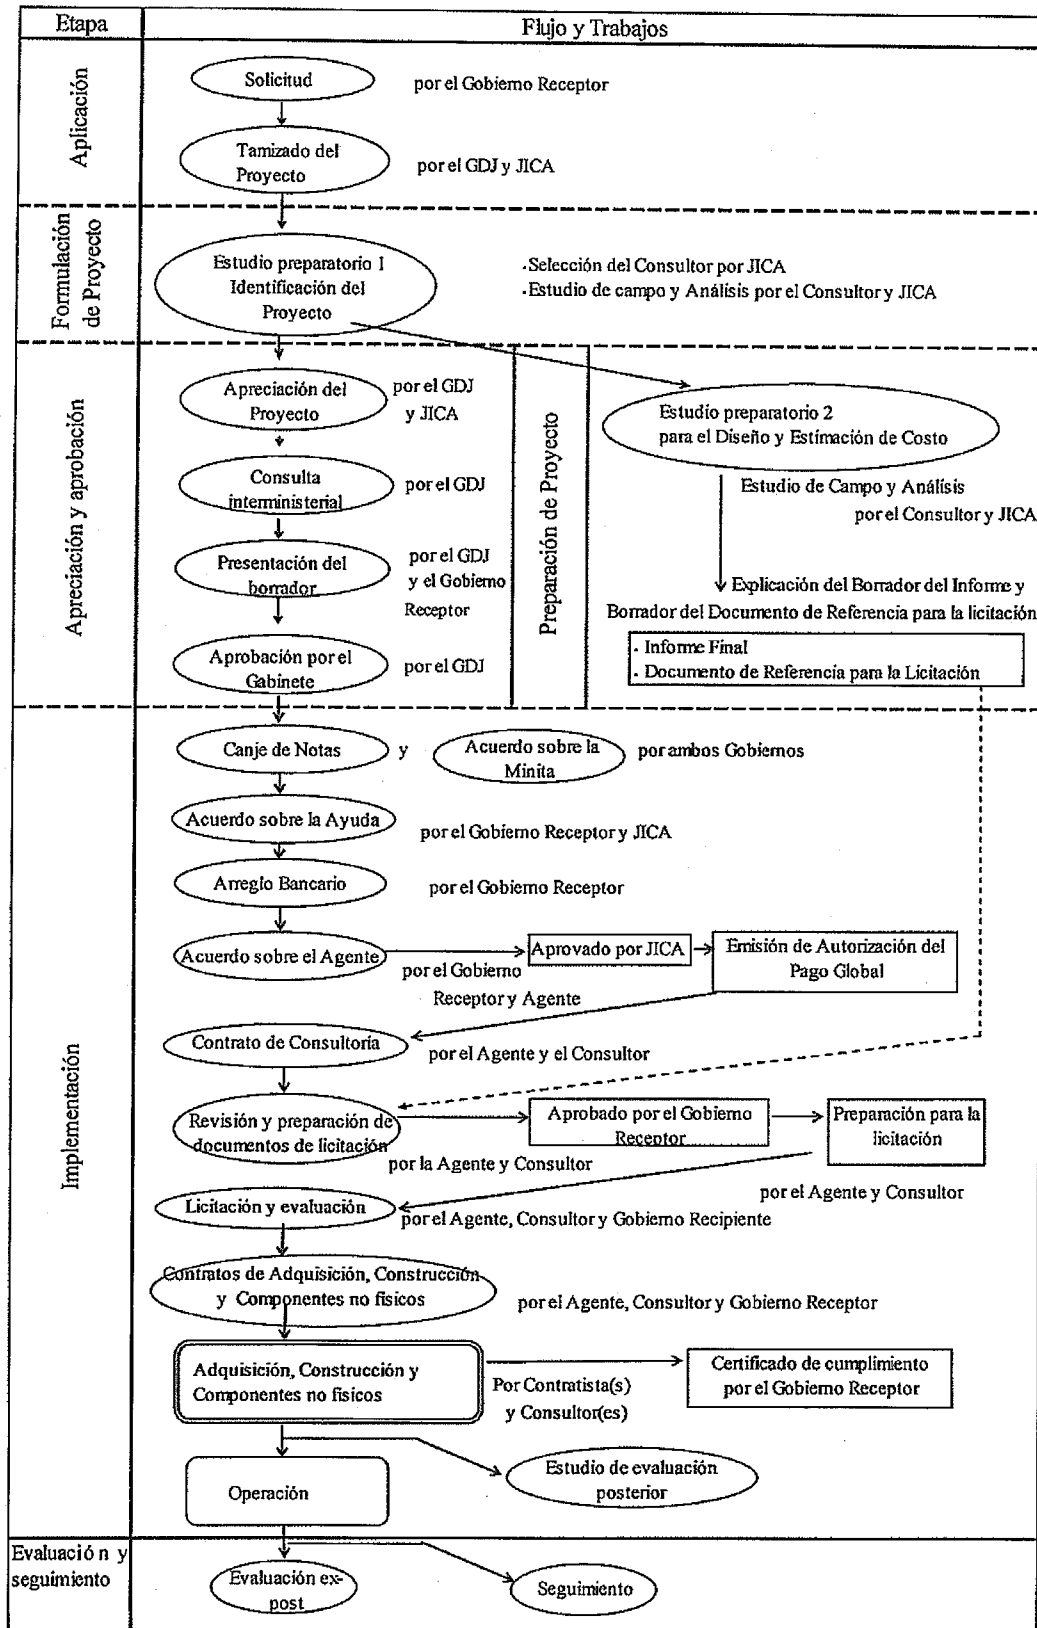 Etapa
Flujo y Trabajos
Aplicación
Solicitud
por el Gobierno Receptor
Tamizado del
Proyecto
por el GDJ y JICA
Formulación
de Proyecto
Estudio preparatorio 1
Identificación del
Proyecto
.Selección del Consultor por JICA
.Estudio de campo y Análisis por el Consultor y JICA
Apreciación y aprobación
Apreciación del
Proyecto
por el GDJ
y JICA
Consulta
interministerial
por el GDJ
Presentación del
borrador
por el GDJ
y el Gobierno
Receptor
Aprobación por el
Gabinete
por el GDJ
Preparación de Proyecto
Estudio preparatorio 2
para el Diseño y Estimación de Costo
Estudio de Campo y Análisis
por el Consultor y JICA
Explicación del Borrador del Informe y
Borrador del Documento de Referencia para la licitación
. Informe Final
. Documento de Referencia para la Licitación
Implementación
Canje de Notas
y
Acuerdo sobre la
Minita
por ambos Gobiernos
Acuerdo sobre la Ayuda
por el Gobierno Receptor y JICA
Arreglo Bancario
por el Gobierno Receptor
Acuerdo sobre el Agente
por el Gobierno
Receptor y Agente
Aprovado por JICA
Emisión de Autorización del
Pago Global
Contrato de Consultoría
por el Agente y el Consultor
Revisión y preparación de
documentos de licitación
por la Agente y Consultor
Aprobado por el Gobierno
Receptor
Preparación para la
licitación
por el Agente y Consultor
Licitación y evaluación
por el Agente, Consultor y Gobierno Recipiente
Contratos de Adquisición, Construcción
y Componentes no físicos
por el Agente, Consultor y Gobierno Receptor
Adquisición, Construcción y
Componentes no físicos
Por Contratista(s)
y Consultor(es)
Certificado de cumplimiento
por el Gobierno Receptor
Estudio de evaluación
posterior
Operación
Evaluación y
seguimiento
Evaluación ex-
post
Seguimiento